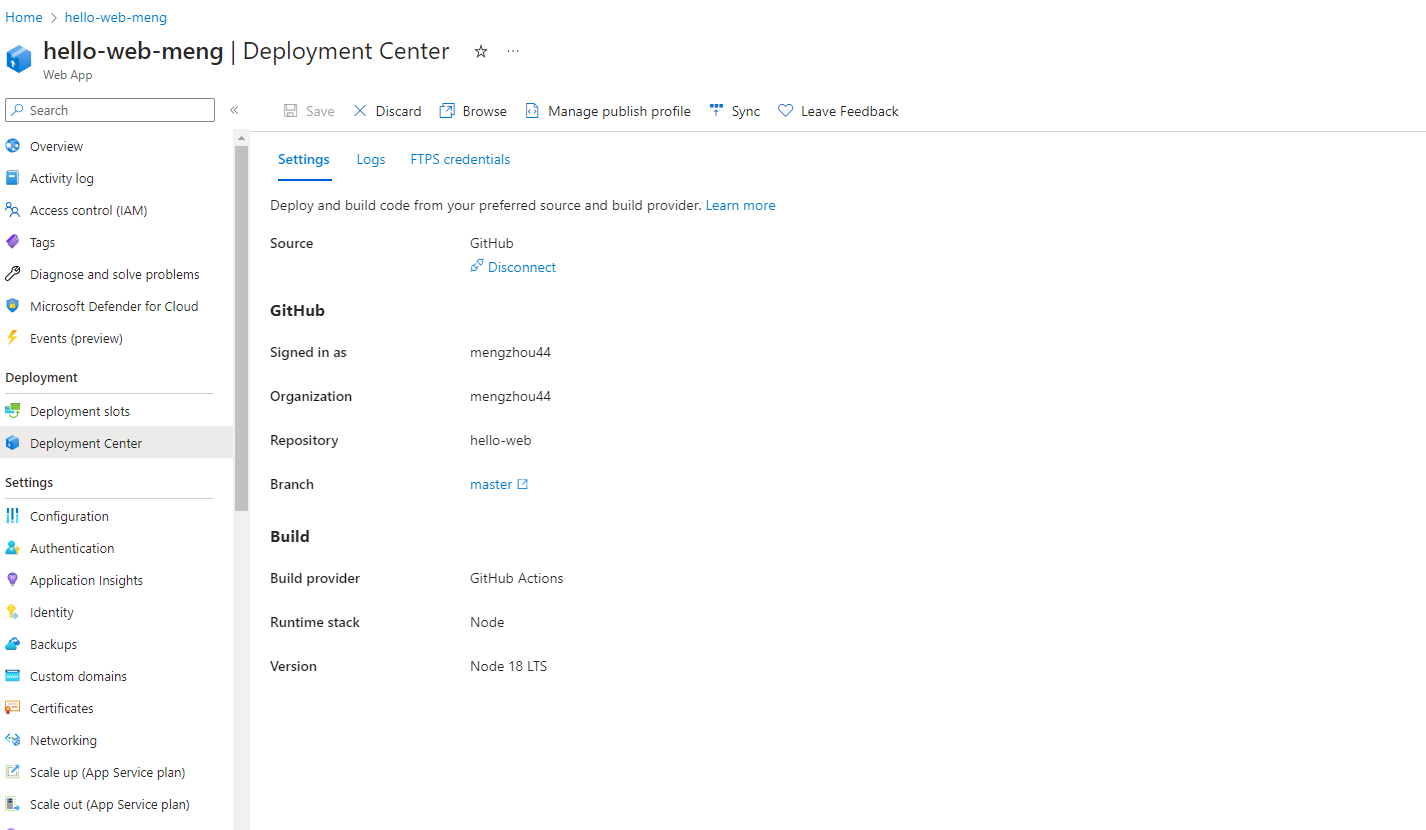 Home > hello-web-meng
hello-web-meng | Deployment Center ☆ ···
Web App
Search «
Save Discard Browse Manage publish profile Sync Leave Feedback
Overview
Activity log
Access control (IAM)
Tags
Diagnose and solve problems
Microsoft Defender for Cloud
Events (preview)
Deployment
Deployment slots
Deployment Center
Settings
Configuration
Authentication
Application Insights
Identity
Backups
Custom domains
Certificates
Networking
Scale up (App Service plan)
Scale out (App Service plan)
Settings Logs FTPS credentials
Deploy and build code from your preferred source and build provider. Learn more
Source GitHub
Disconnect
GitHub
Signed in as mengzhou44
Organization mengzhou44
Repository hello-web
Branch master
Build
Build provider GitHub Actions
Runtime stack Node
Version Node 18 LTS